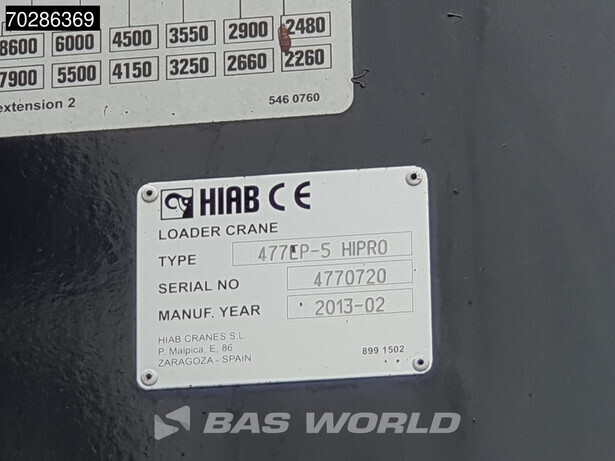 70286369
8600 6000 4500 3550 2900 2480
7900 5500 4150 3250 2660 2260
extension 2 546 0760
HIAB CE
LOADER CRANE
TYPE 477EP-5 HIPRO
SERIAL NO 4770720
MANUF. YEAR 2013-02
HIAB CRANES S.L.
P. Malpica, E, 86
ZARAGOZA - SPAIN 899 1502
BAS WORLD